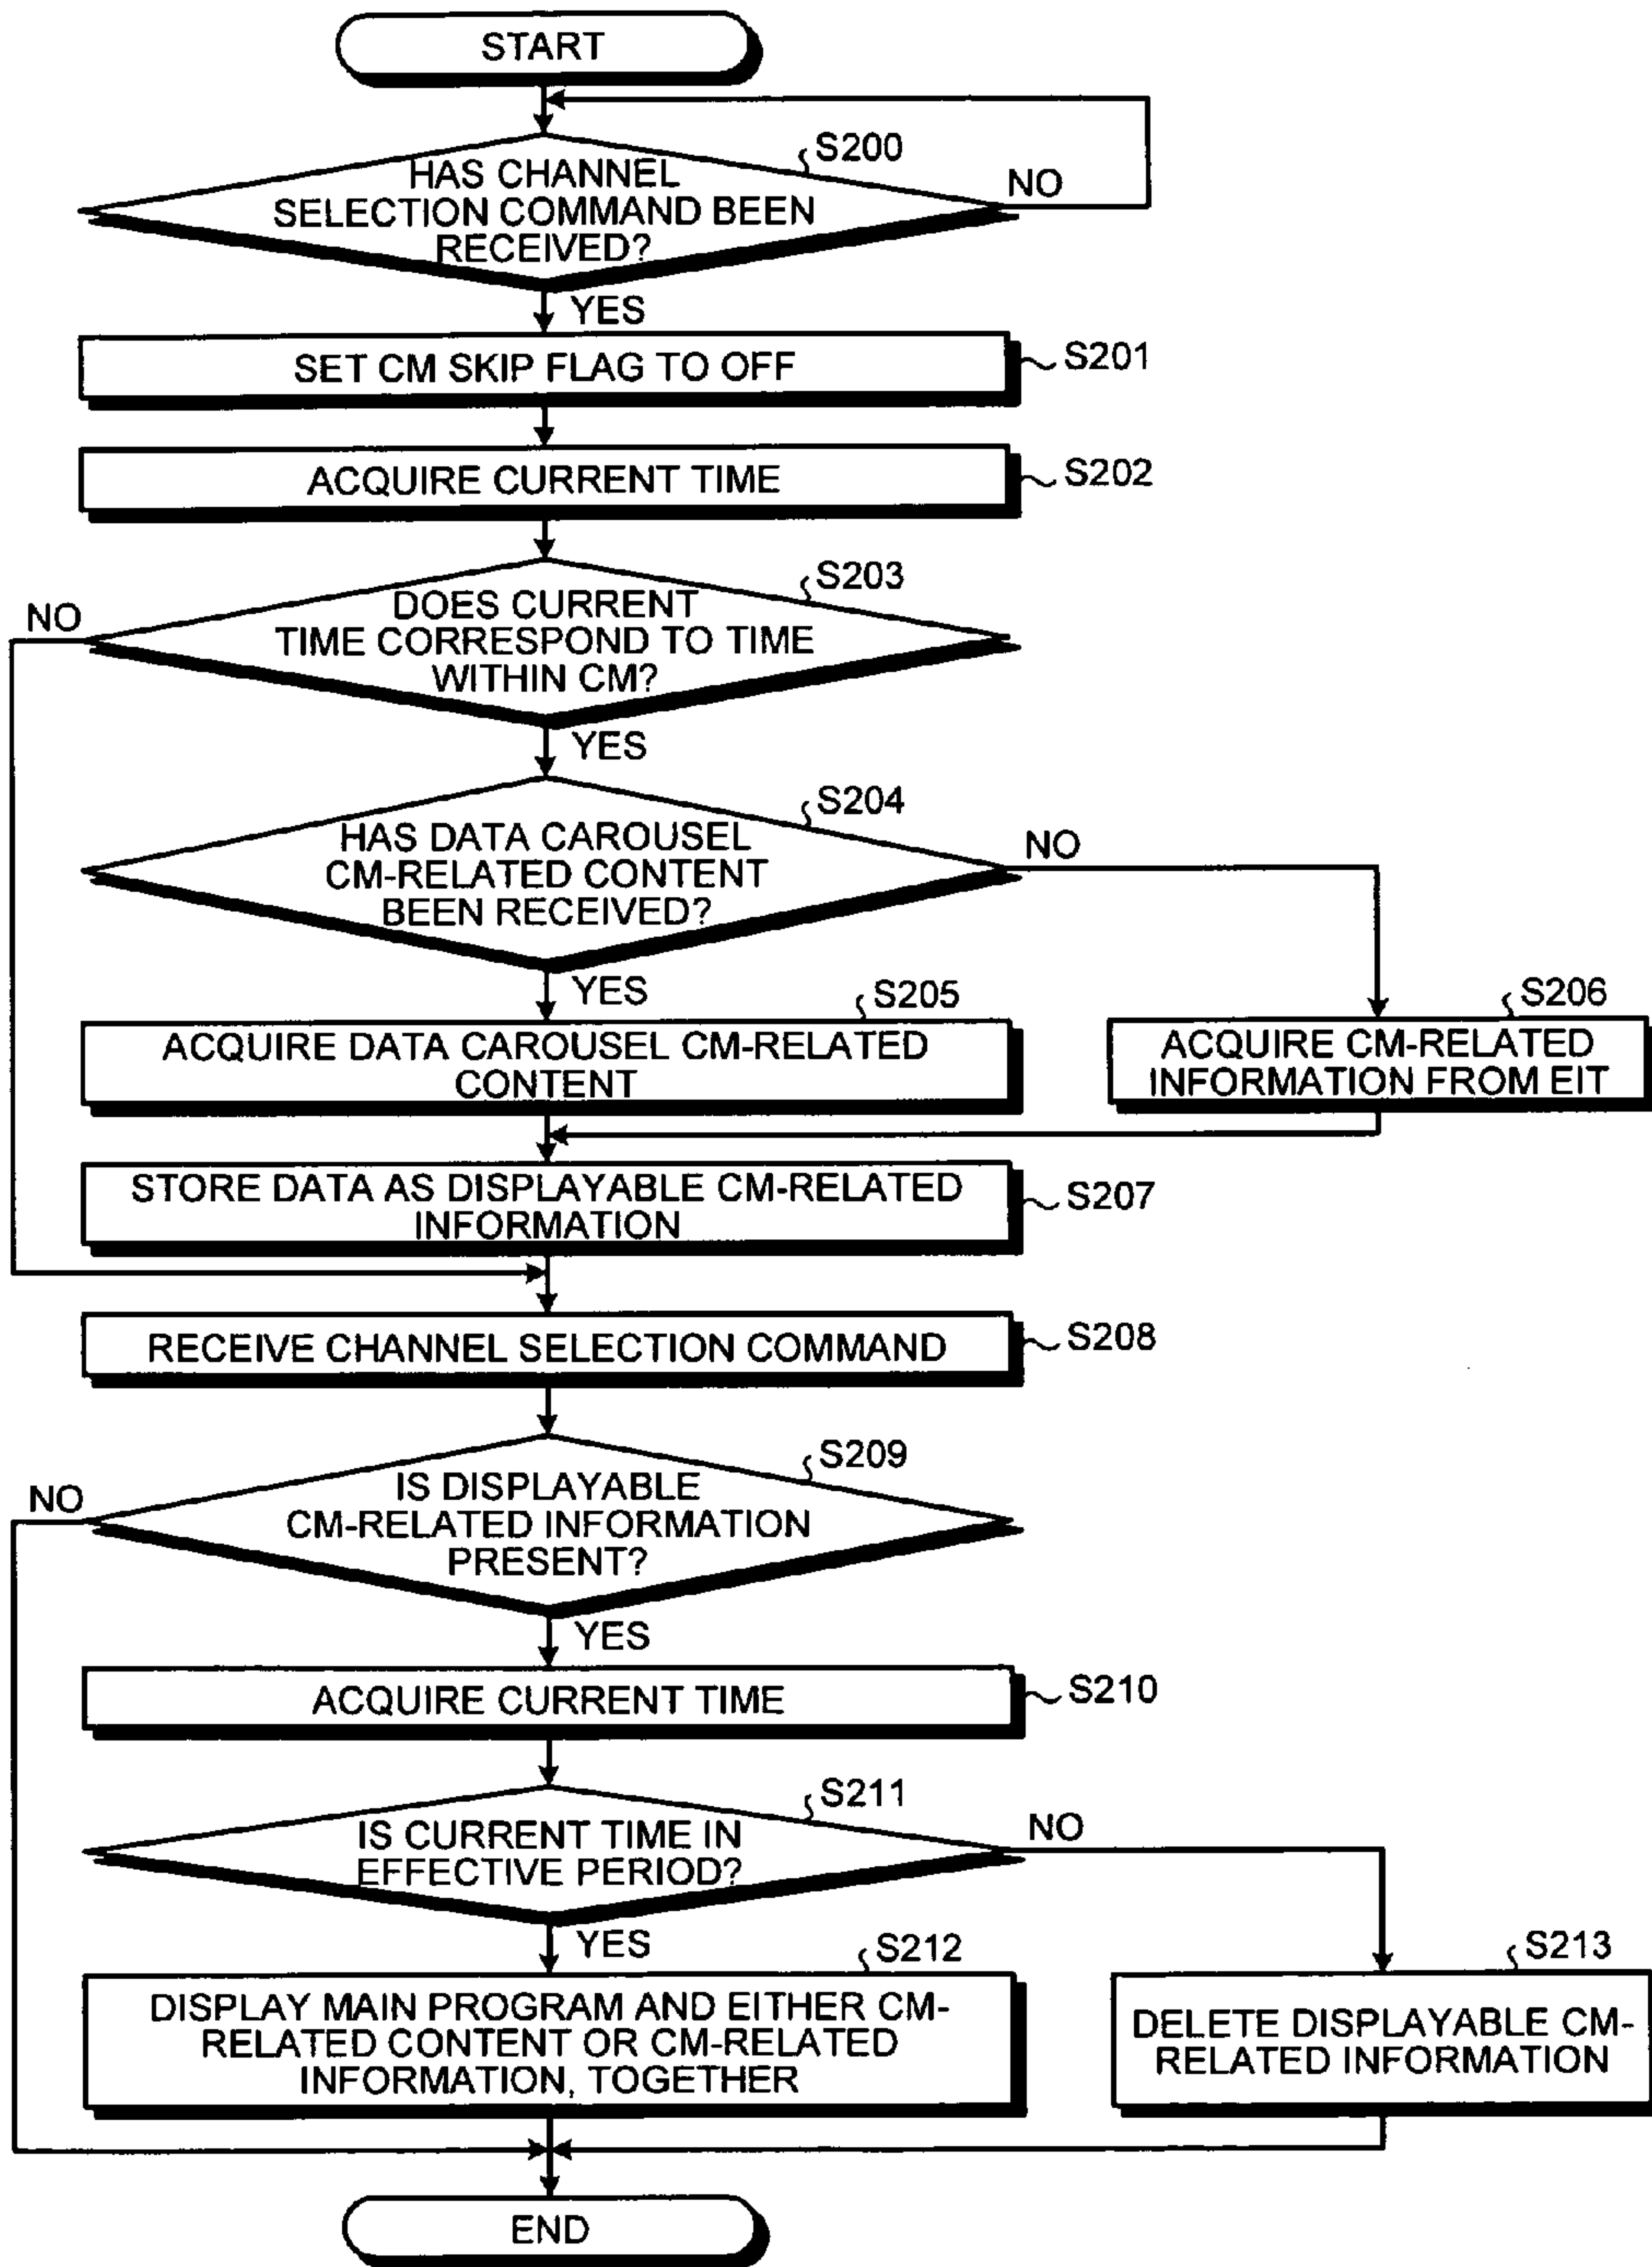 START
S200
HAS CHANNEL
SELECTION COMMAND BEEN
RECEIVED?
NO
YES
SET CM SKIP FLAG TO OFF
S201
ACQUIRE CURRENT TIME
S202
S203
NO
DOES CURRENT
TIME CORRESPOND TO TIME
WITHIN CM?
YES
S204
HAS DATA CAROUSEL
CM-RELATED CONTENT
BEEN RECEIVED?
NO
YES
S205
ACQUIRE DATA CAROUSEL CM-RELATED
CONTENT
S206
ACQUIRE CM-RELATED
INFORMATION FROM EIT
STORE DATA AS DISPLAYABLE CM-RELATED
INFORMATION
S207
RECEIVE CHANNEL SELECTION COMMAND
S208
S209
NO
IS DISPLAYABLE
CM-RELATED INFORMATION
PRESENT?
YES
ACQUIRE CURRENT TIME
S210
S211
IS CURRENT TIME IN
EFFECTIVE PERIOD?
NO
YES
S212
DISPLAY MAIN PROGRAM AND EITHER CM-
RELATED CONTENT OR CM-RELATED
INFORMATION, TOGETHER
S213
DELETE DISPLAYABLE CM-
RELATED INFORMATION
END